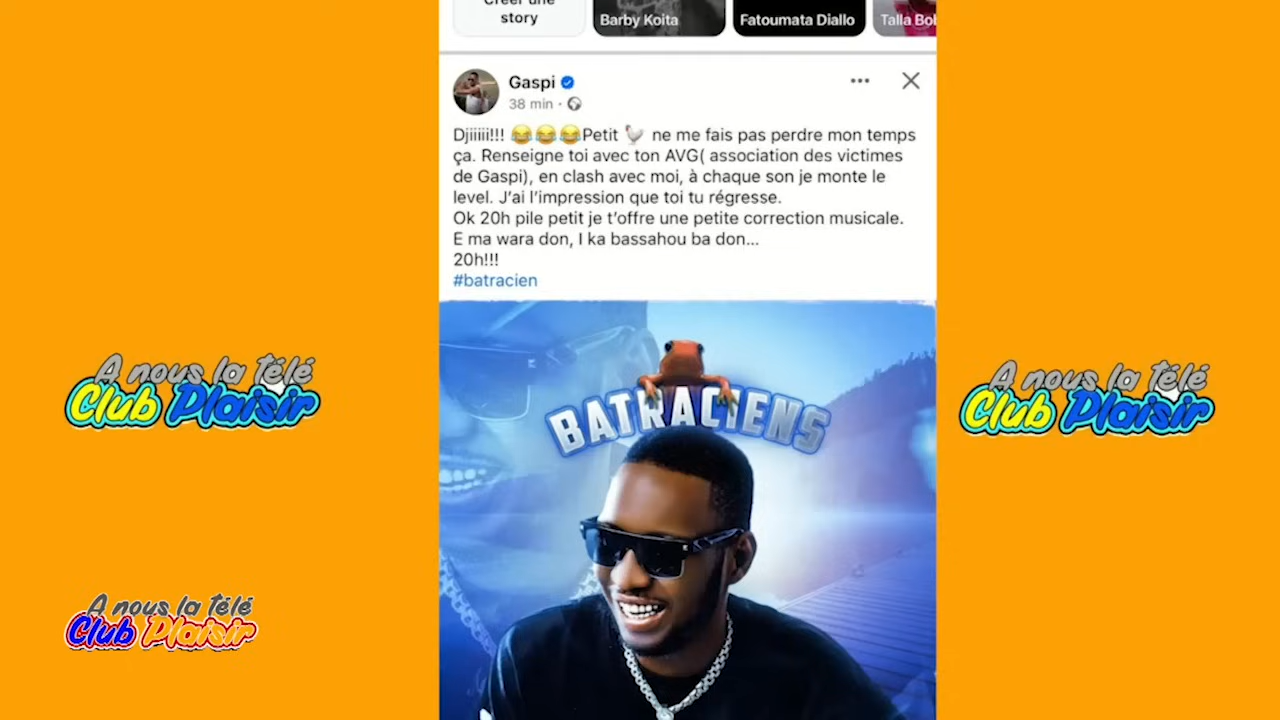 Créer une
story
Barby Koita
Fatoumata Diallo
Talla Bob
Gaspi
38 min ·
Djiiiii!!! 😂😂😂Petit 🐓 ne me fais pas perdre mon temps
ça. Renseigne toi avec ton AVG( association des victimes
de Gaspi), en clash avec moi, à chaque son je monte le
level. J'ai l'impression que toi tu régresse.
Ok 20h pile petit je t'offre une petite correction musicale.
E ma wara don, I ka bassahou ba don...
20h!!!
#batracien
BATRACIENS
A nous la télé
Club Plaisir
A nous la télé
Club Plaisir
A nous la télé
Club Plaisir